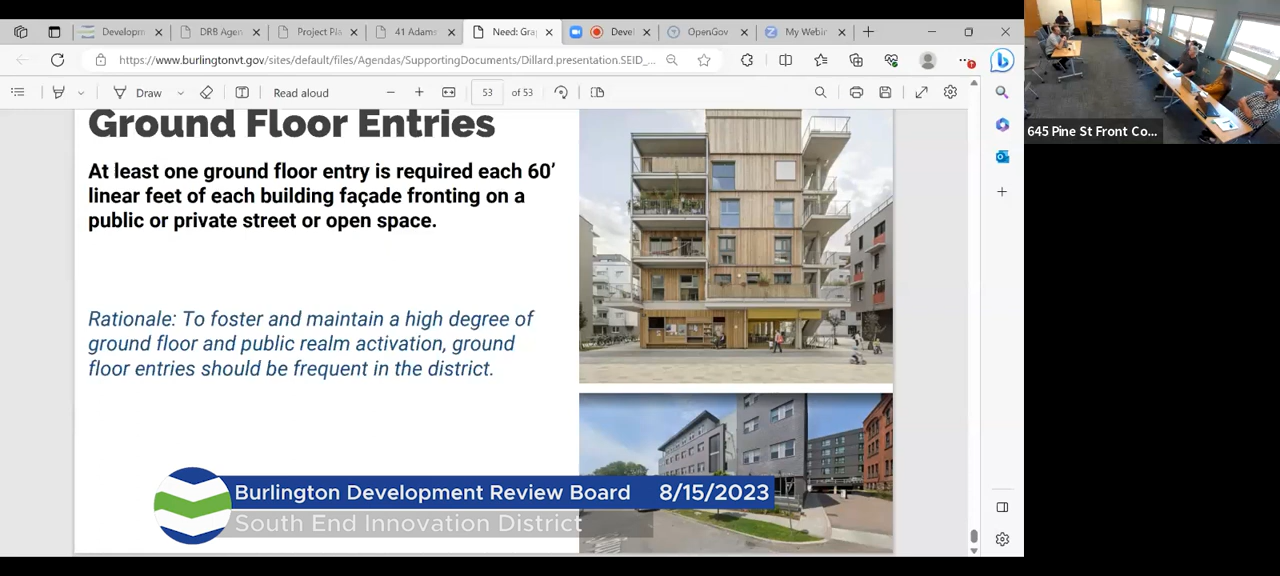 Developm
DRB Agen
Project Pla
41 Adams
Need: Gra
Devel
OpenGov
My Webin
https://www.burlingtonvt.gov/sites/default/files/Agendas/SupportingDocuments/Dillard.presentation.SEID_...
Draw
Read aloud
53 of 53
645 Pine St Front Co...
Ground Floor Entries
At least one ground floor entry is required each 60'
linear feet of each building façade fronting on a
public or private street or open space.
Rationale: To foster and maintain a high degree of
ground floor and public realm activation, ground
floor entries should be frequent in the district.
Burlington Development Review Board 8/15/2023
South End Innovation District